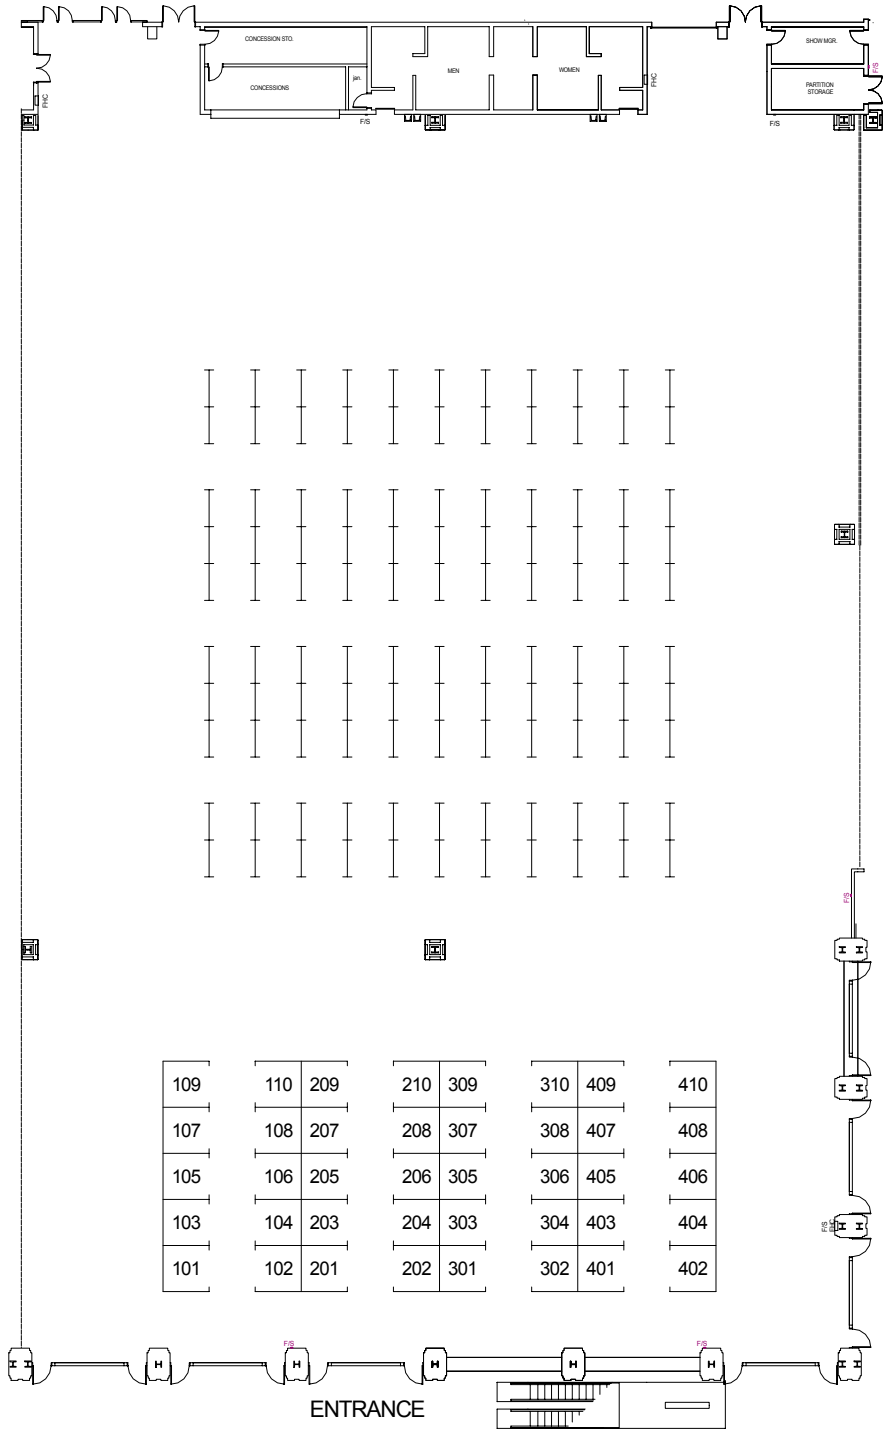 CONCESSION STO.
SHOW MGR.
F/S
MEN
WOMEN
jan.
FHC
CONCESSIONS
PARTITION
STORAGE
FHC
H
F/S
H
F/S
H
H
H
F/S
H
H
H H
109 110 209 210 309 310 409 410
H H
107 108 207 208 307 308 407 408
105 106 205 206 305 306 405 406
103 104 203 204 303 304 403 404
F/S
FHC
H H
101 102 201 202 301 302 401 402
F/S
F/S
H H
H
H
H
H
H
H H
ENTRANCE